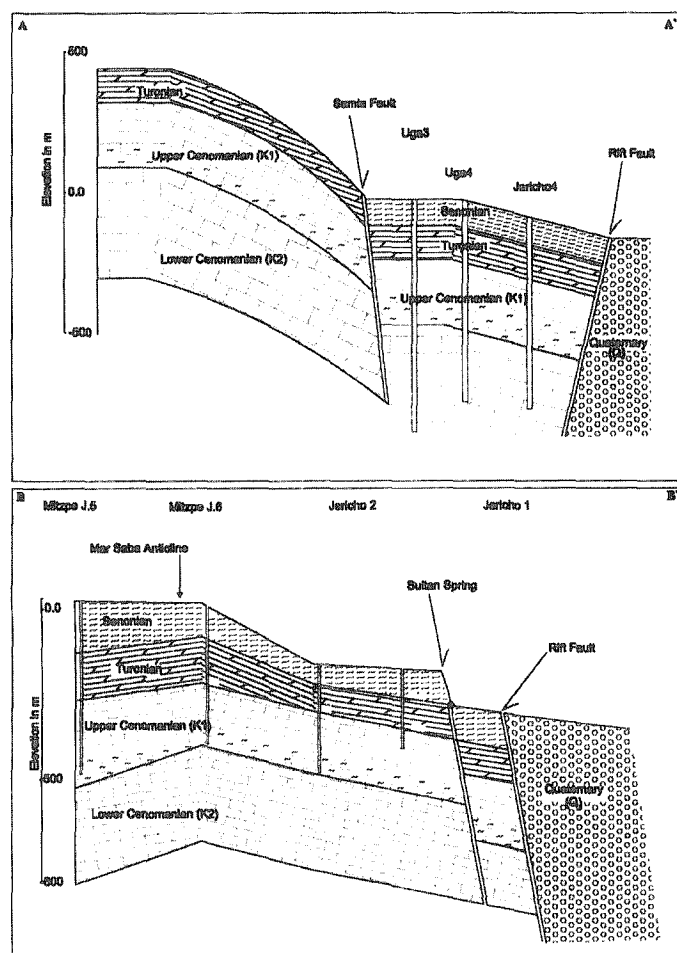 A
A'
500
Turonian
Samia Fault
Uga3
Rift Fault
Upper Cenomanian (K1)
Uga4
Jericho4
Elevation in m
0.0
Senonian
Turonian
Lower Cenomanian (K2)
Upper Cenomanian (K1)
-500
Quaternary
(Q)
B
B'
Mitzpe J.5
Mitzpe J.6
Jericho 2
Jericho 1
Mar Saba Anticline
Sultan Spring
0.0
Senonian
Rift Fault
Turonian
Elevation in m
Upper Cenomanian (K1)
-500
Quaternary
(Q)
Lower Cenomanian (K2)